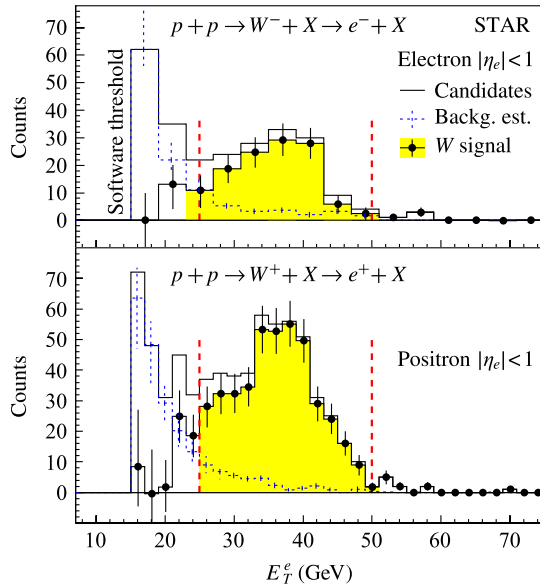 p + p → W⁻ + X → e⁻ + X
STAR
Electron |ηₑ| < 1
Candidates
Backg. est.
W signal
Software threshold
Counts
70
60
50
40
30
20
10
0
p + p → W⁺ + X → e⁺ + X
Positron |ηₑ| < 1
Counts
70
60
50
40
30
20
10
0
10 20 30 40 50 60 70
E_T^e (GeV)